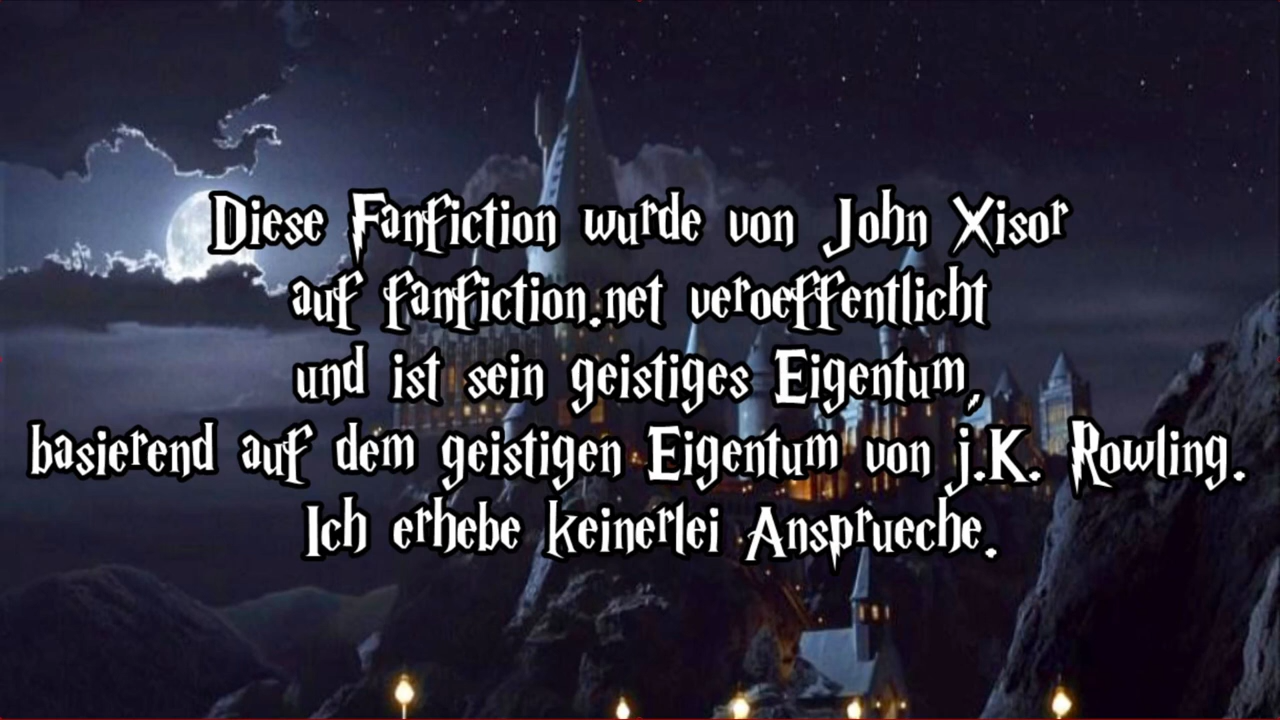 Diese Fanfiction wurde von John Xisor
auf fanfiction.net veroeffentlicht
und ist sein geistiges Eigentum,
basierend auf dem geistigen Eigentum von j.K. Rowling.
Ich erhebe keinerlei Ansprueche.